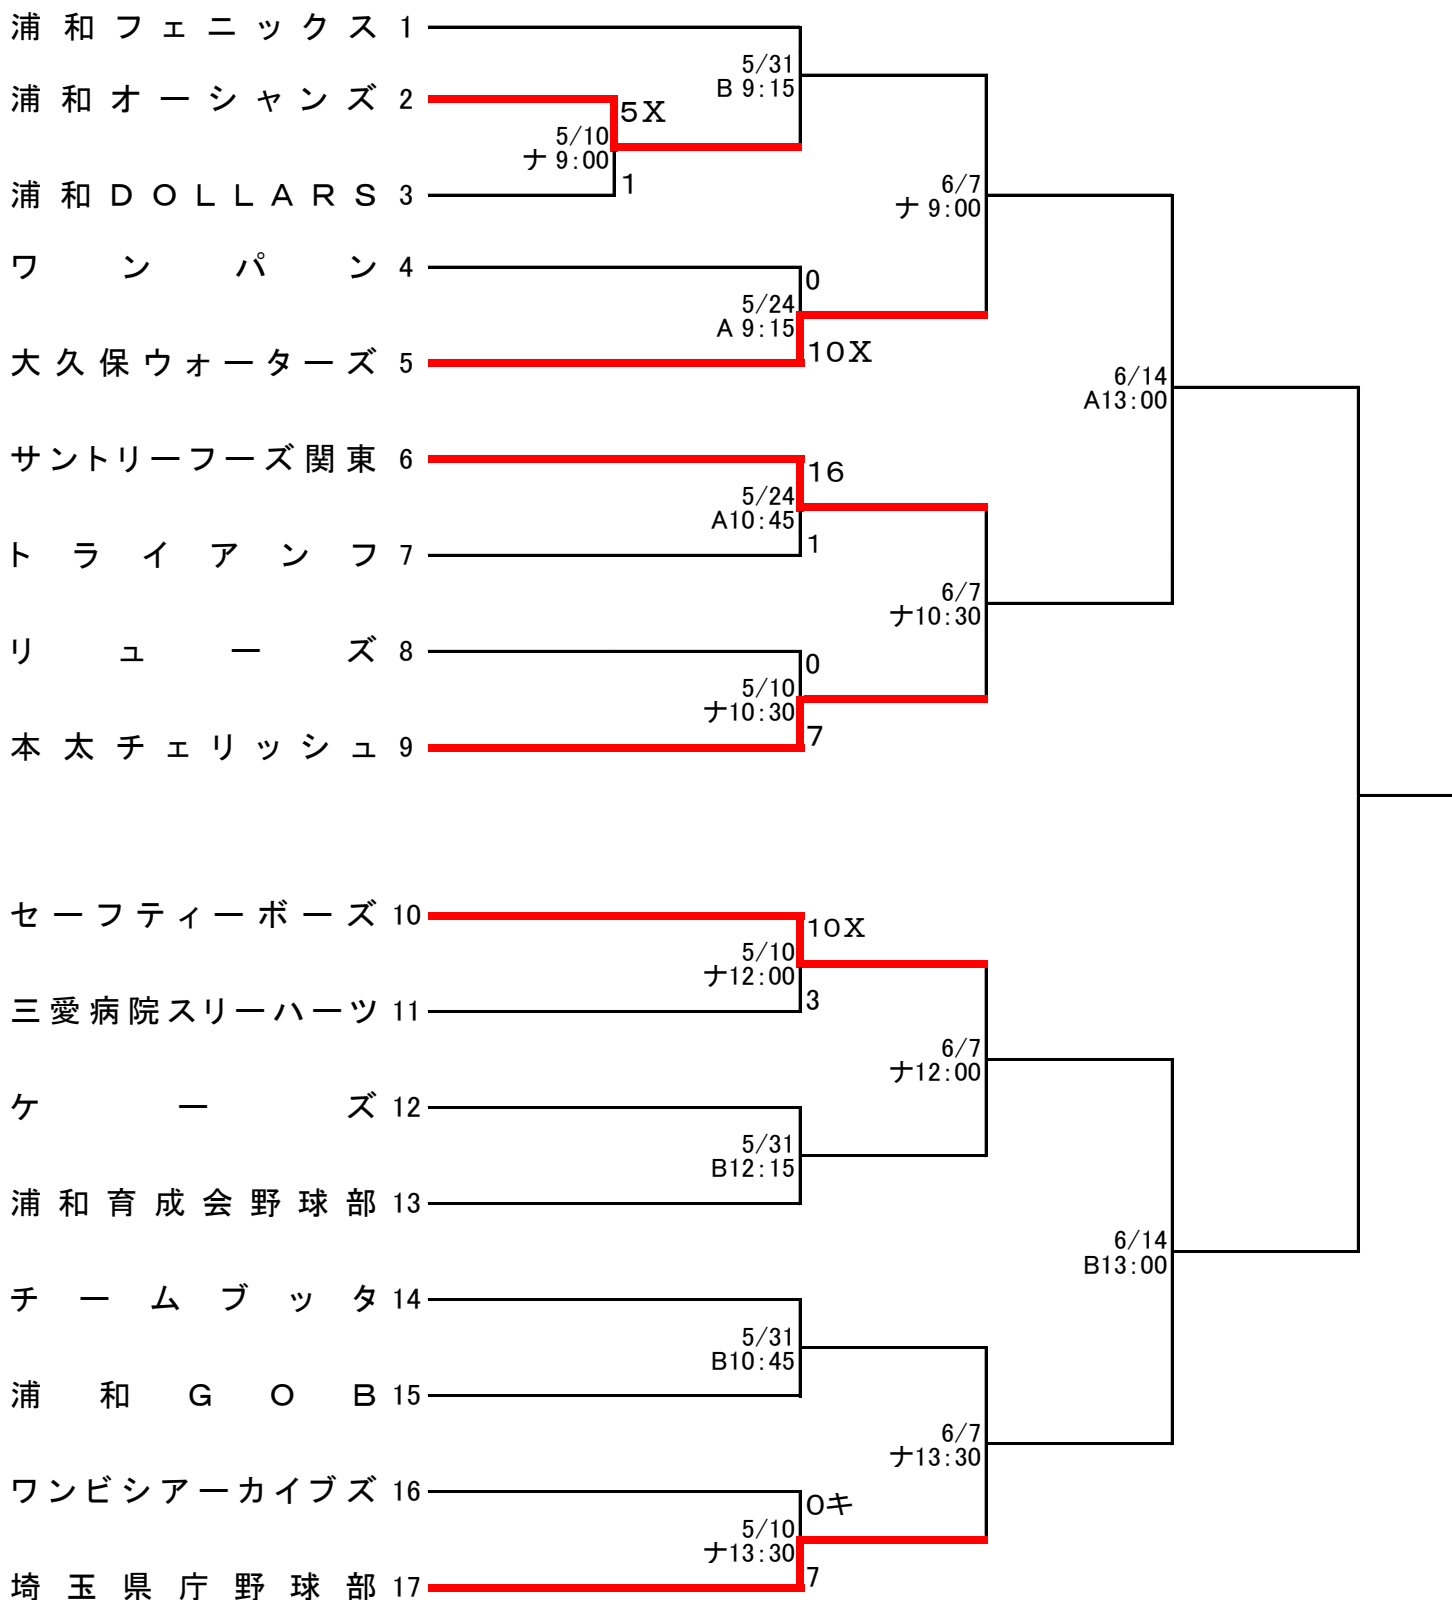 浦和フェニックス 1
5/31
B 9:15
浦和オーシャンズ 2
5X
5/10
ナ 9:00
1
浦和DOLLARS 3
6/7
ナ 9:00
ワンパン 4
0
5/24
A 9:15
10X
大久保ウォーターズ 5
6/14
A13:00
サントリーフーズ関東 6
16
5/24
A10:45
1
トライアンフ 7
6/7
ナ10:30
リューズ 8
0
5/10
ナ10:30
7
本太チェリッシュ 9
セーフティーボーズ 10
10X
5/10
ナ12:00
3
三愛病院スリーハーツ 11
6/7
ナ12:00
ケーズ 12
5/31
B12:15
浦和育成会野球部 13
6/14
B13:00
チームブッタ 14
5/31
B10:45
浦和GOB 15
6/7
ナ13:30
ワンビシアーカイブズ 16
0キ
5/10
ナ13:30
7
埼玉県庁野球部 17